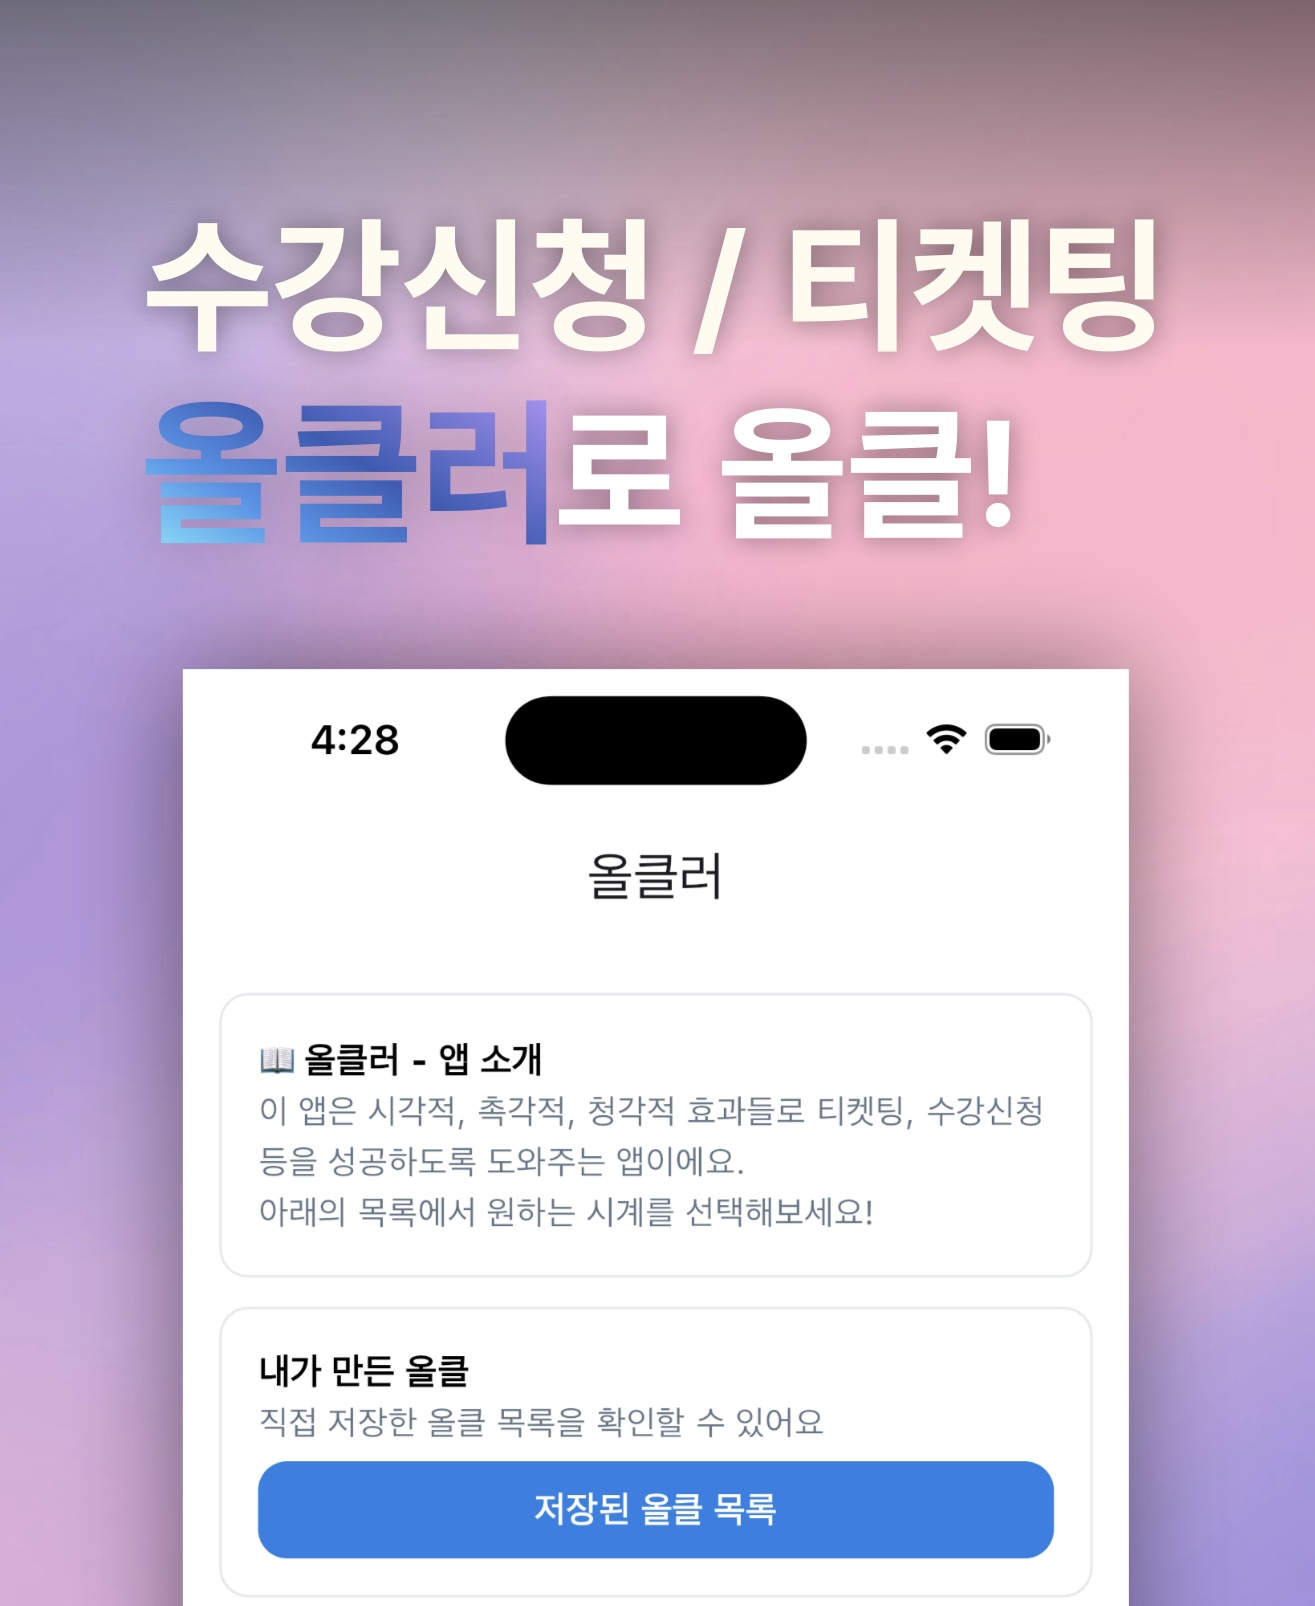 수강신청 / 티켓팅
올클러로 올클!
4:28
올클러
📖 올클러 - 앱 소개
이 앱은 시각적, 촉각적, 청각적 효과들로 티켓팅, 수강신청
등을 성공하도록 도와주는 앱이에요.
아래의 목록에서 원하는 시계를 선택해보세요!
내가 만든 올클
직접 저장한 올클 목록을 확인할 수 있어요
저장된 올클 목록